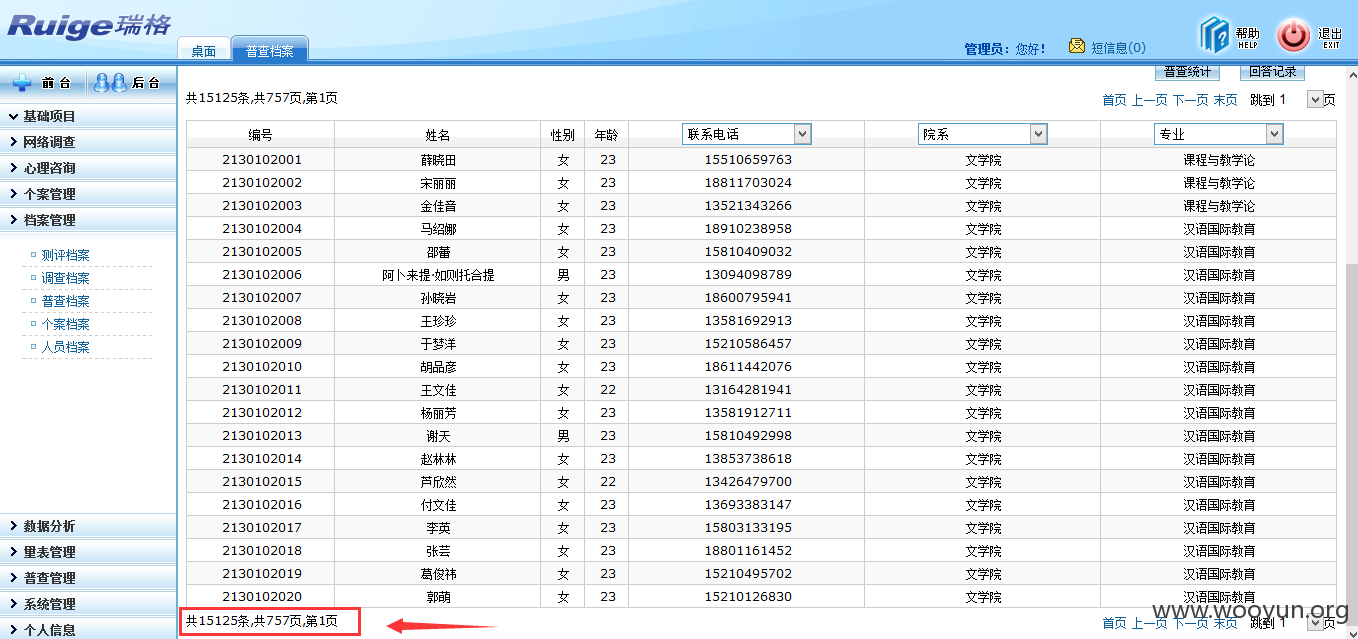 Ruige瑞格
桌面 普查档案
管理员: 您好! 短信息(0)
帮助 HELP 退出 EXIT
前台 后台
基础项目
网络调查
心理咨询
个案管理
档案管理
测评档案
调查档案
普查档案
个案档案
人员档案
数据分析
量表管理
普查管理
系统管理
个人信息
普查统计 回答记录
共15125条,共757页,第1页 首页 上一页 下一页 末页 跳到 1 页
编号 姓名 性别 年龄 联系电话 院系 专业
2130102001 薛晓田 女 23 15510659763 文学院 课程与教学论
2130102002 宋丽丽 女 23 18811703024 文学院 课程与教学论
2130102003 金佳音 女 23 13521343266 文学院 课程与教学论
2130102004 马绍娜 女 23 18910238958 文学院 汉语国际教育
2130102005 邵蕾 女 23 15810409032 文学院 汉语国际教育
2130102006 阿卜来提·如则托合提 男 23 13094098789 文学院 汉语国际教育
2130102007 孙晓岩 女 23 18600795941 文学院 汉语国际教育
2130102008 王珍珍 女 23 13581692913 文学院 汉语国际教育
2130102009 于梦洋 女 23 15210586457 文学院 汉语国际教育
2130102010 胡品彦 女 23 18611442076 文学院 汉语国际教育
2130102011 王文佳 女 22 13164281941 文学院 汉语国际教育
2130102012 杨丽芳 女 23 13581912711 文学院 汉语国际教育
2130102013 谢天 男 23 15810492998 文学院 汉语国际教育
2130102014 赵林林 女 23 13853738618 文学院 汉语国际教育
2130102015 芦欣然 女 22 13426479700 文学院 汉语国际教育
2130102016 付文佳 女 23 13693383147 文学院 汉语国际教育
2130102017 李英 女 23 15803133195 文学院 汉语国际教育
2130102018 张芸 女 23 18801161452 文学院 汉语国际教育
2130102019 葛俊祎 女 23 15210495702 文学院 汉语国际教育
2130102020 郭萌 女 23 15210126830 文学院 汉语国际教育
共15125条,共757页,第1页 首页 上一页 下一页 末页 跳到 1 页
www.wooyun.org